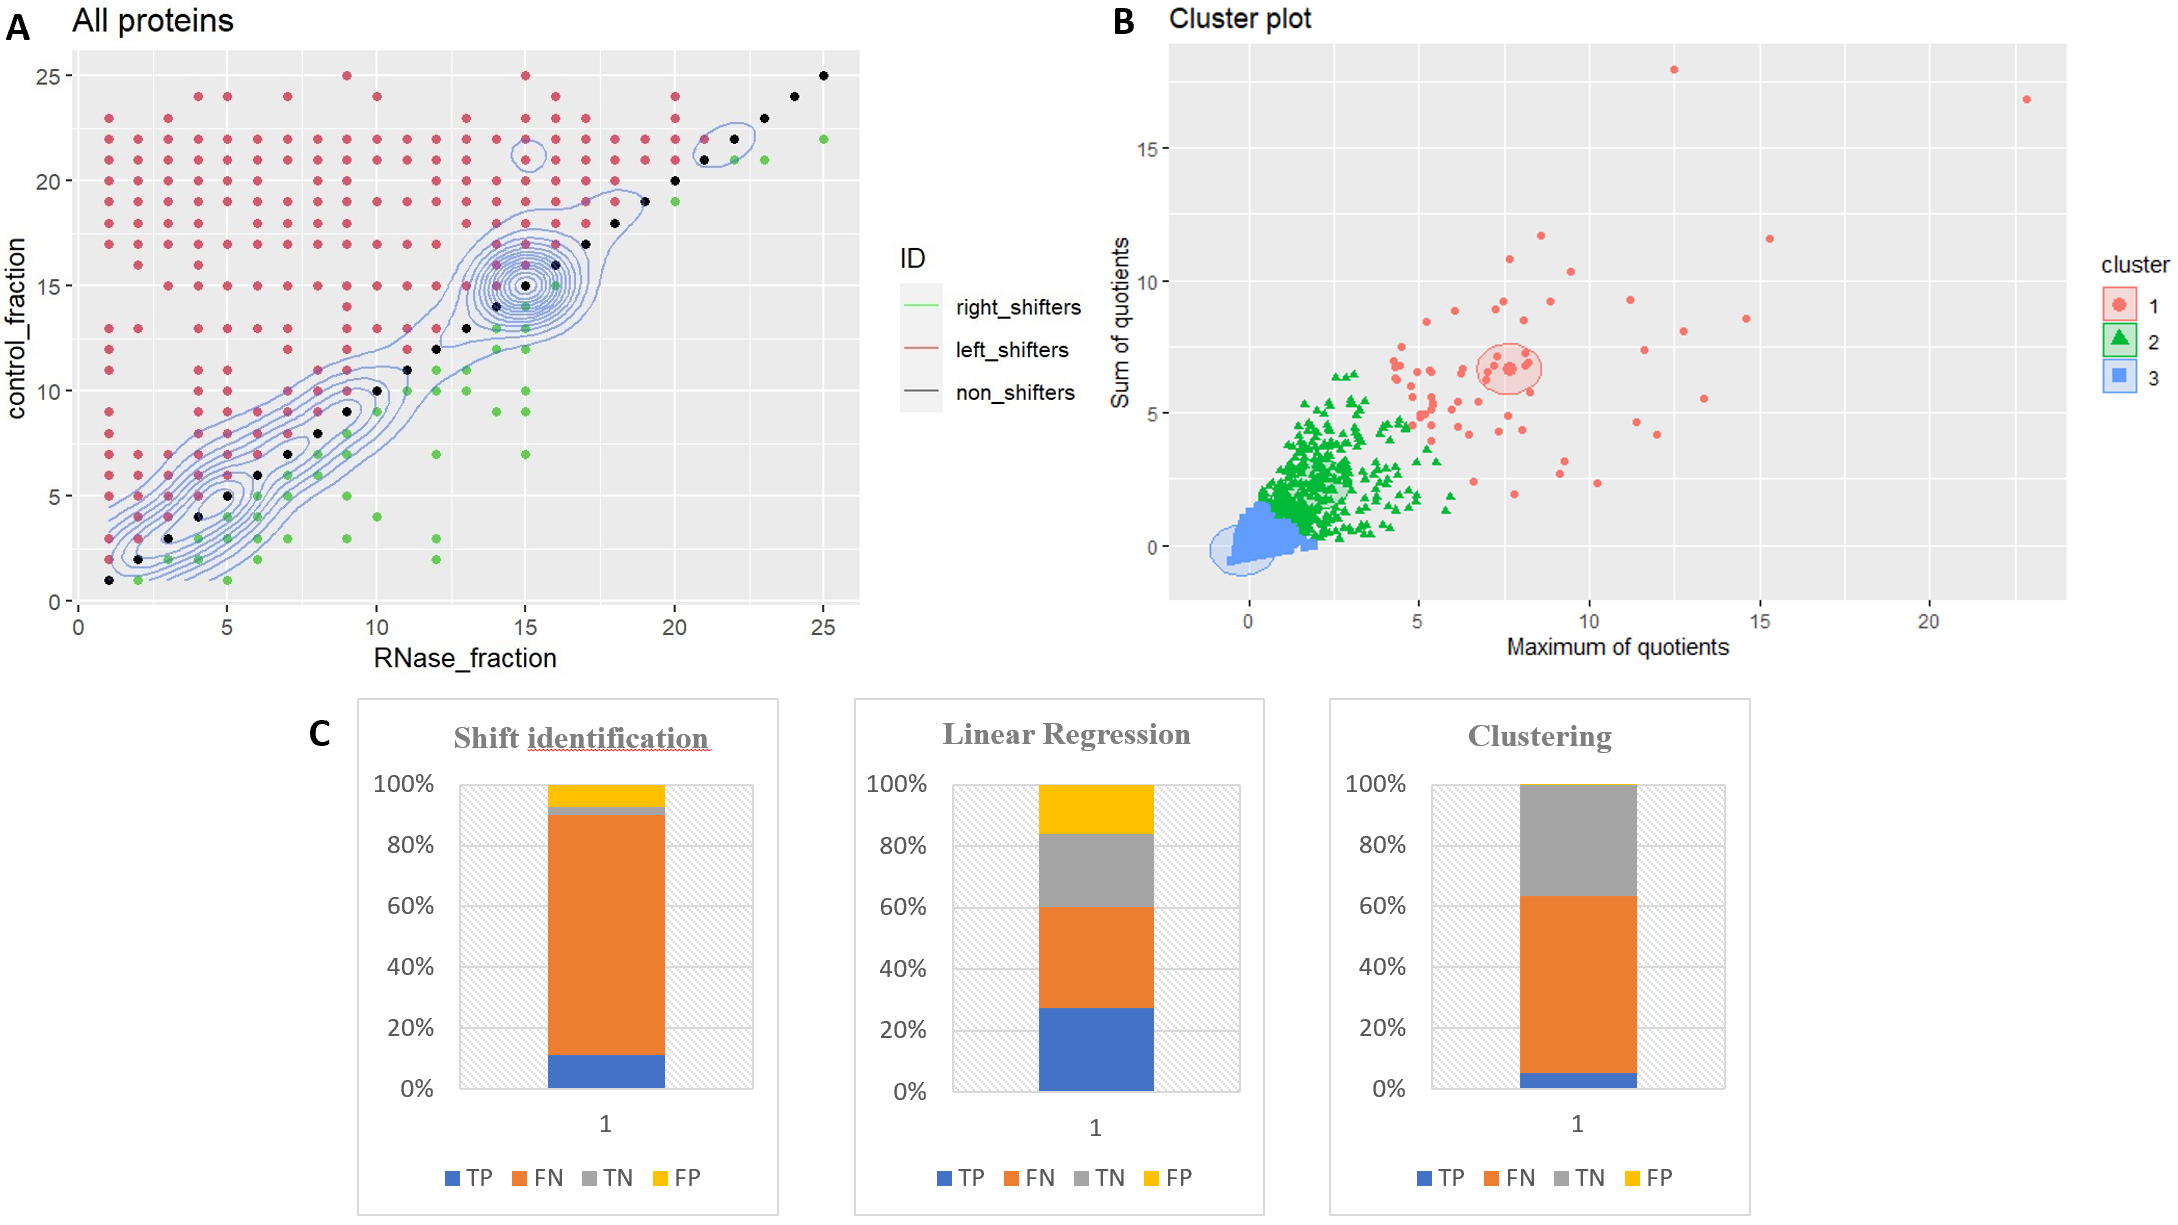 A
All proteins
25
20
15
10
5
0
control_fraction
0 5 10 15 20 25
RNase_fraction
ID
right_shifters
left_shifters
non_shifters
B
Cluster plot
15
10
5
0
Sum of quotients
0 5 10 15 20
Maximum of quotients
cluster
1
2
3
C
Shift identification
100%
80%
60%
40%
20%
0%
1
TP FN TN FP
Linear Regression
100%
80%
60%
40%
20%
0%
1
TP FN TN FP
Clustering
100%
80%
60%
40%
20%
0%
1
TP FN TN FP